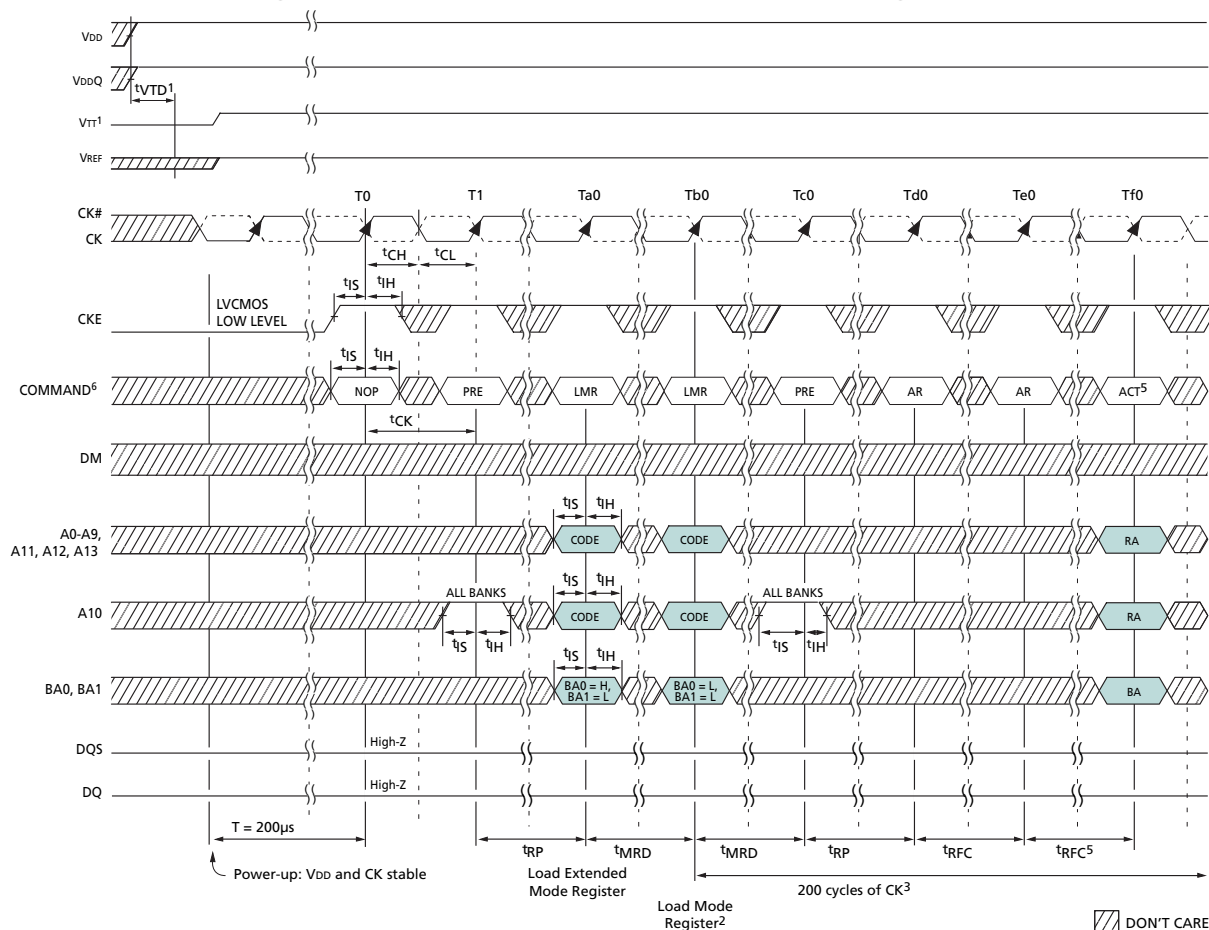 VDD
VDDQ
tVTD1
VTT1
VREF
T0 T1 Ta0 Tb0 Tc0 Td0 Te0 Tf0
CK#
CK
tCH tCL
tIS tIH
LVCMOS
LOW LEVEL
CKE
tIS tIH
COMMAND6
NOP PRE LMR LMR PRE AR AR ACT5
tCK
DM
tIS tIH
A0-A9,
A11, A12, A13
CODE CODE RA
ALL BANKS tIS tIH ALL BANKS
A10
CODE CODE RA
tIS tIH tIS tIH
tIS tIH
BA0, BA1
BA0 = H,
BA1 = L
BA0 = L,
BA1 = L
BA
DQS
High-Z
DQ
High-Z
T = 200µs
tRP tMRD tMRD tRP tRFC tRFC5
Power-up: VDD and CK stable
Load Extended
Mode Register
200 cycles of CK3
Load Mode
Register2
DON'T CARE